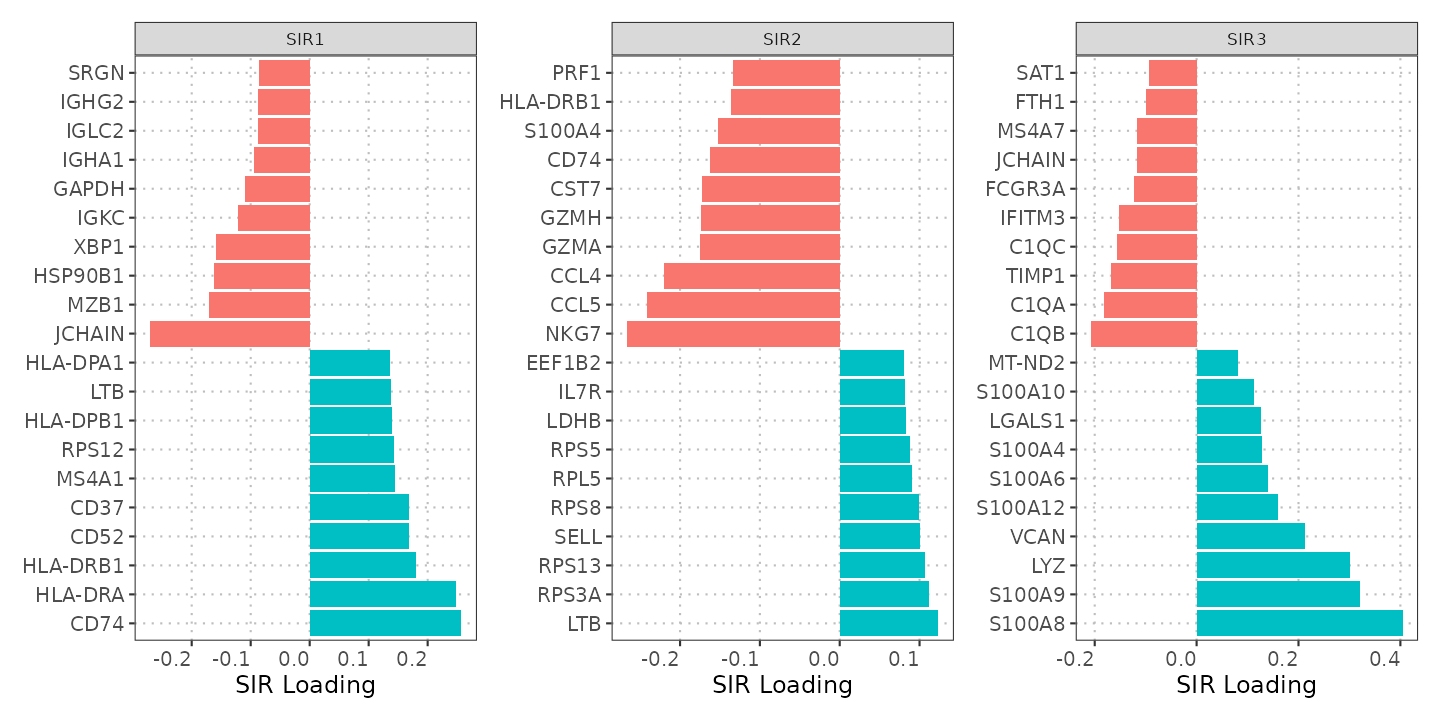 SIR1
SRGN
IGHG2
IGLC2
IGHA1
GAPDH
IGKC
XBP1
HSP90B1
MZB1
JCHAIN
HLA-DPA1
LTB
HLA-DPB1
RPS12
MS4A1
CD37
CD52
HLA-DRB1
HLA-DRA
CD74
-0.2 -0.1 0.0 0.1 0.2
SIR Loading
SIR2
PRF1
HLA-DRB1
S100A4
CD74
CST7
GZMH
GZMA
CCL4
CCL5
NKG7
EEF1B2
IL7R
LDHB
RPS5
RPL5
RPS8
SELL
RPS13
RPS3A
LTB
-0.2 -0.1 0.0 0.1
SIR Loading
SIR3
SAT1
FTH1
MS4A7
JCHAIN
FCGR3A
IFITM3
C1QC
TIMP1
C1QA
C1QB
MT-ND2
S100A10
LGALS1
S100A4
S100A6
S100A12
VCAN
LYZ
S100A9
S100A8
-0.2 0.0 0.2 0.4
SIR Loading